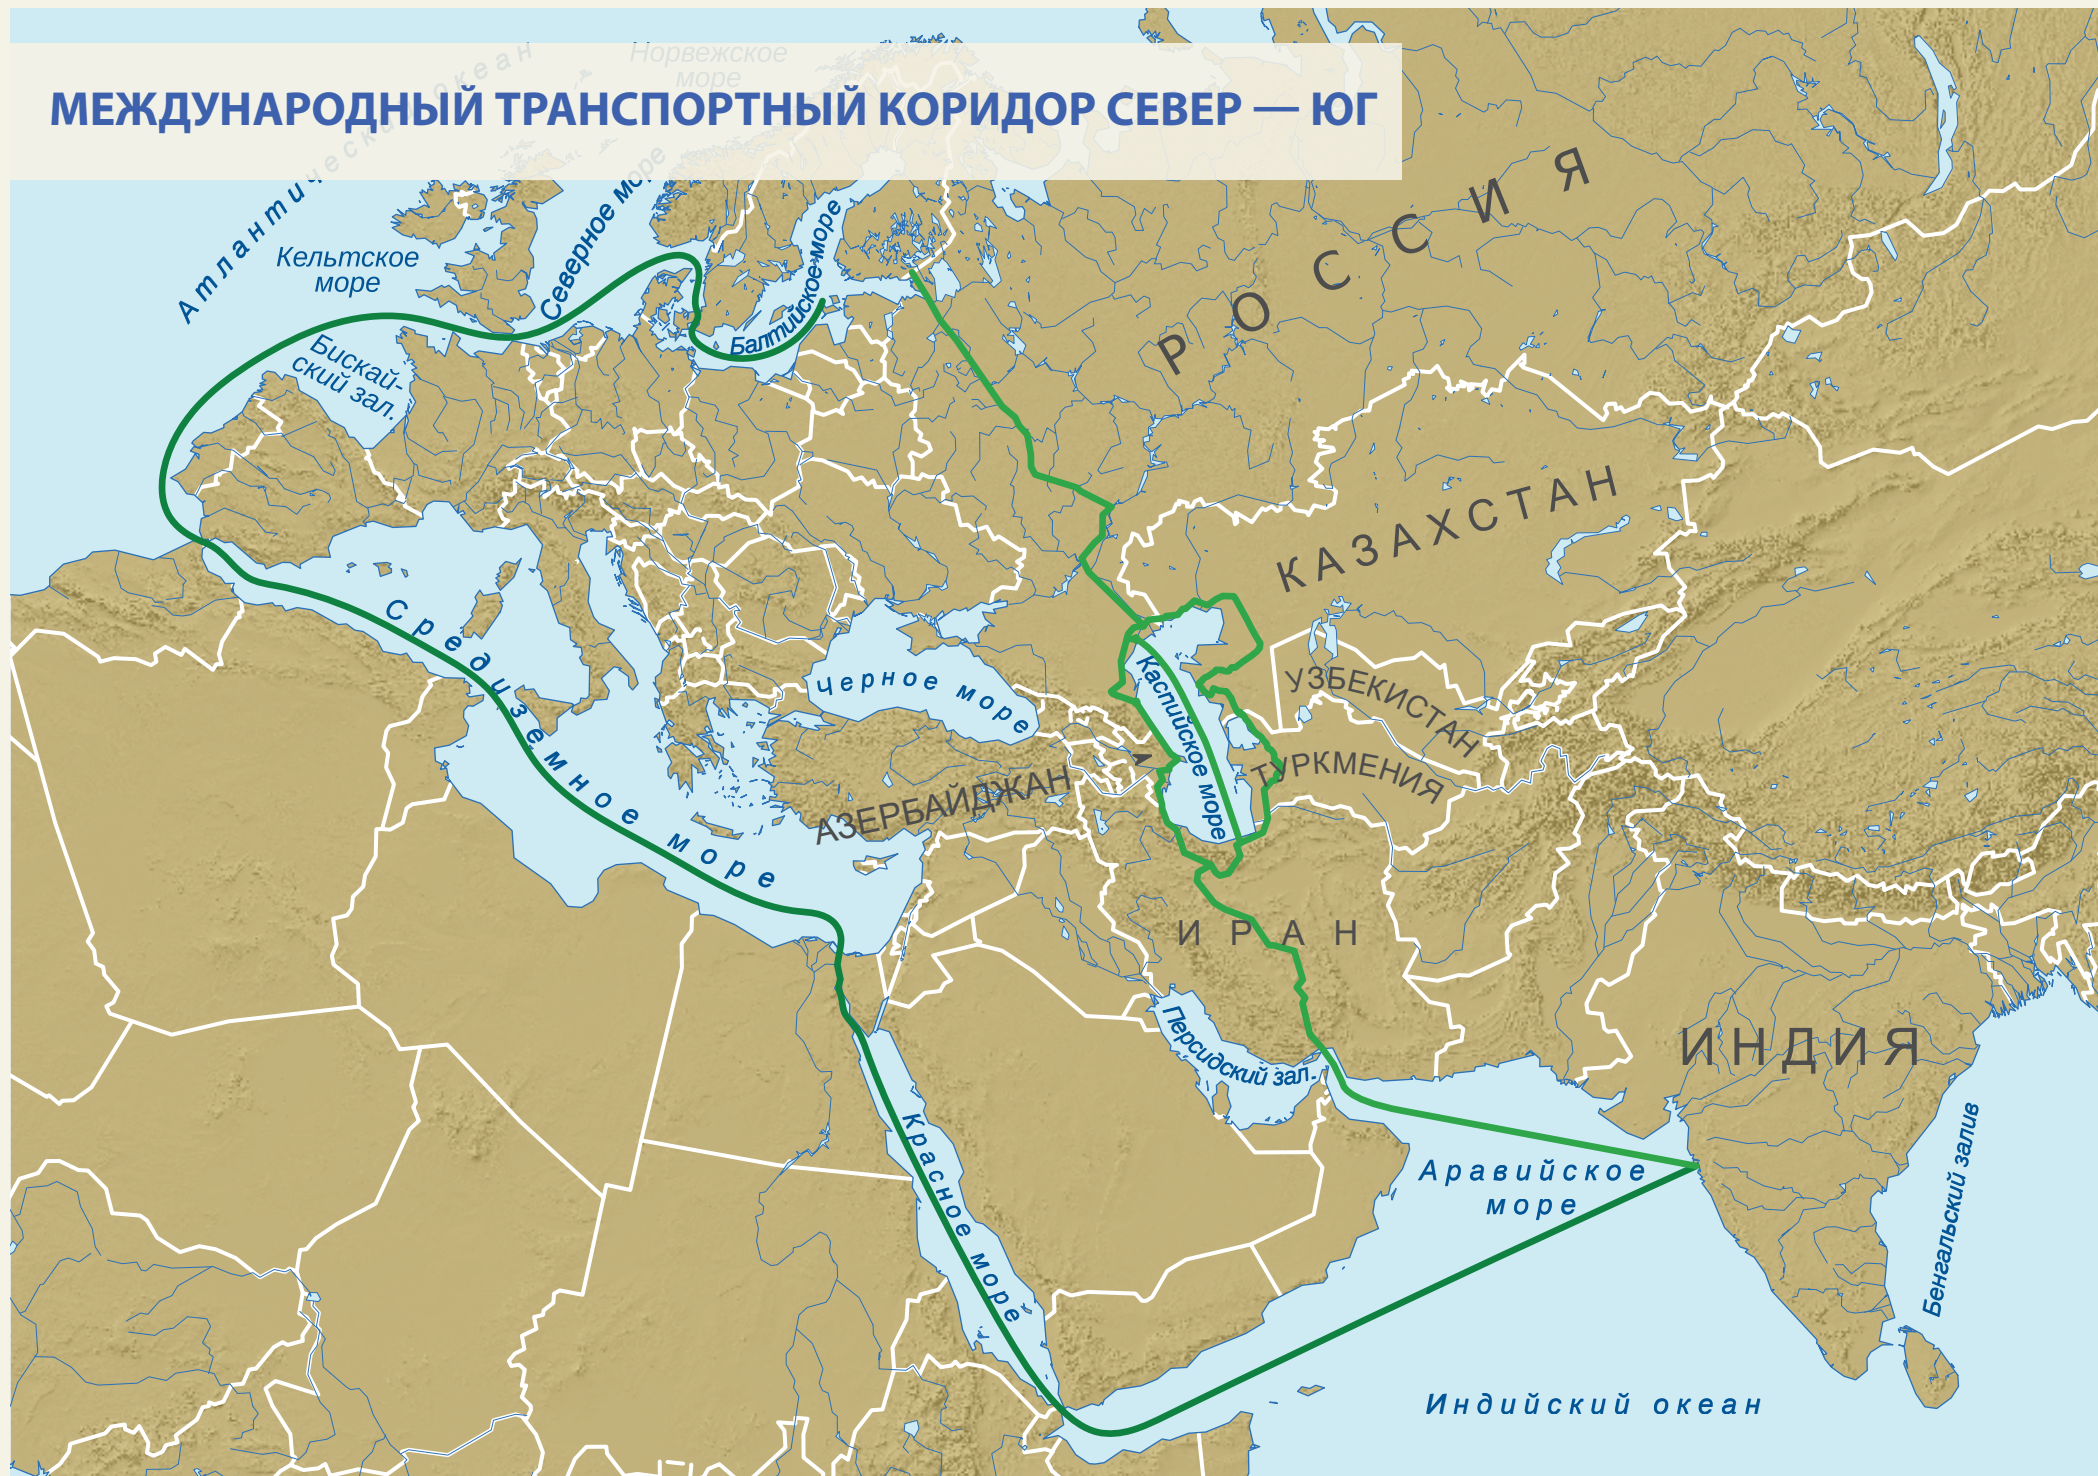 Норвежское
море
МЕЖДУНАРОДНЫЙ ТРАНСПОРТНЫЙ КОРИДОР СЕВЕР — ЮГ
Атлантический океан
Северное море
Кельтское
море
Балтийское море
Бискай-
ский зал.
РОССИЯ
КАЗАХСТАН
Средиземное море
Черное море
Каспийское море
УЗБЕКИСТАН
ТУРКМЕНИЯ
А
АЗЕРБАЙДЖАН
ИРАН
Персидский зал.
ИНДИЯ
Красное море
Аравийское
море
Бенгальский залив
Индийский океан